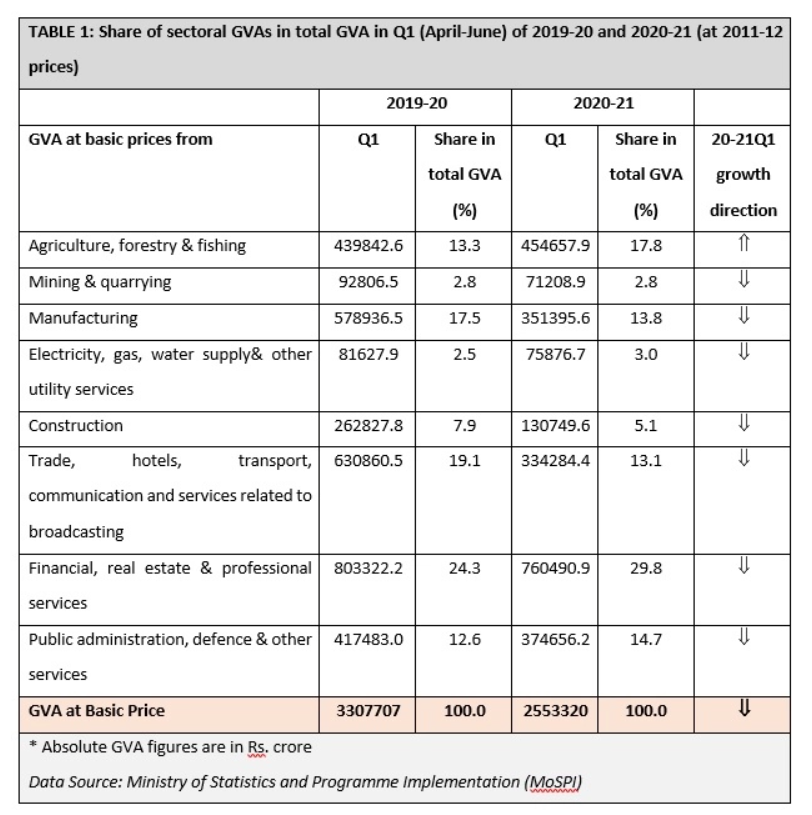 TABLE 1: Share of sectoral GVAs in total GVA in Q1 (April-June) of 2019-20 and 2020-21 (at 2011-12
prices)
2019-20 2020-21
GVA at basic prices from Q1 Share in Q1 Share in 20-21Q1
total GVA total GVA growth
(%) (%) direction
Agriculture, forestry & fishing 439842.6 13.3 454657.9 17.8 ⇑
Mining & quarrying 92806.5 2.8 71208.9 2.8 ⇓
Manufacturing 578936.5 17.5 351395.6 13.8 ⇓
Electricity, gas, water supply& other 81627.9 2.5 75876.7 3.0 ⇓
utility services
Construction 262827.8 7.9 130749.6 5.1 ⇓
Trade, hotels, transport, 630860.5 19.1 334284.4 13.1 ⇓
communication and services related to
broadcasting
Financial, real estate & professional 803322.2 24.3 760490.9 29.8 ⇓
services
Public administration, defence & other 417483.0 12.6 374656.2 14.7 ⇓
services
GVA at Basic Price 3307707 100.0 2553320 100.0 ⇓
* Absolute GVA figures are in Rs. crore
Data Source: Ministry of Statistics and Programme Implementation (MoSPI)